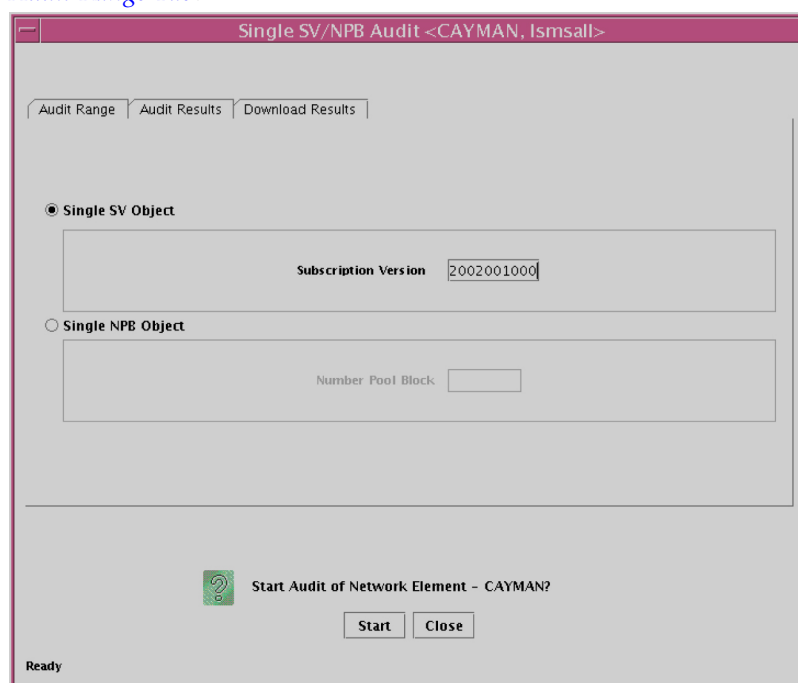 Single SV/NPB Audit <CAYMAN, lsmsall>
Audit Range Audit Results Download Results
Single SV Object
Subscription Version 2002001000
Single NPB Object
Number Pool Block
Start Audit of Network Element - CAYMAN?
Start Close
Ready